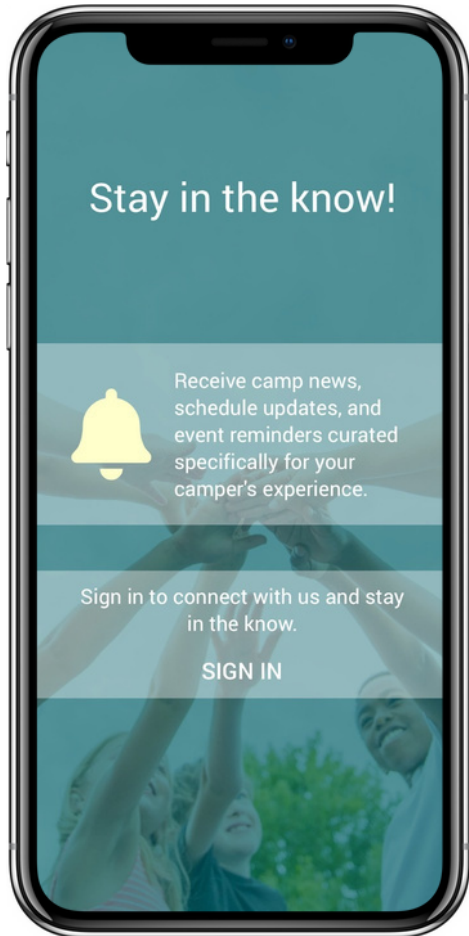 Stay in the know!
Receive camp news,
schedule updates, and
event reminders curated
specifically for your
camper's experience.
Sign in to connect with us and stay
in the know.
SIGN IN